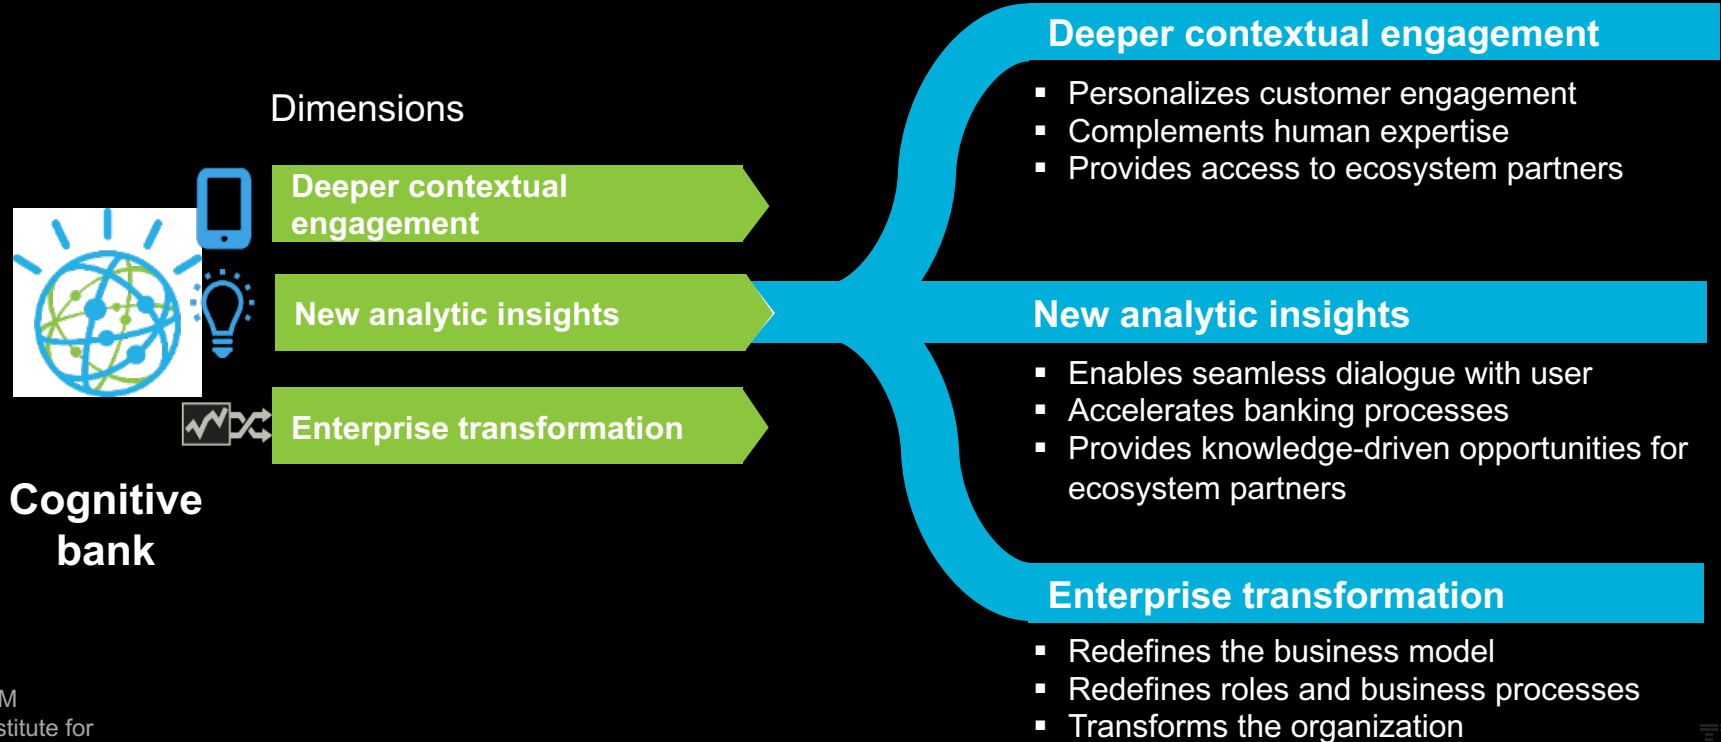 Dimensions
Deeper contextual
engagement
New analytic insights
Enterprise transformation
Cognitive
bank
Deeper contextual engagement
▪ Personalizes customer engagement
▪ Complements human expertise
▪ Provides access to ecosystem partners
New analytic insights
▪ Enables seamless dialogue with user
▪ Accelerates banking processes
▪ Provides knowledge-driven opportunities for
ecosystem partners
Enterprise transformation
▪ Redefines the business model
▪ Redefines roles and business processes
▪ Transforms the organization
M
stitute for